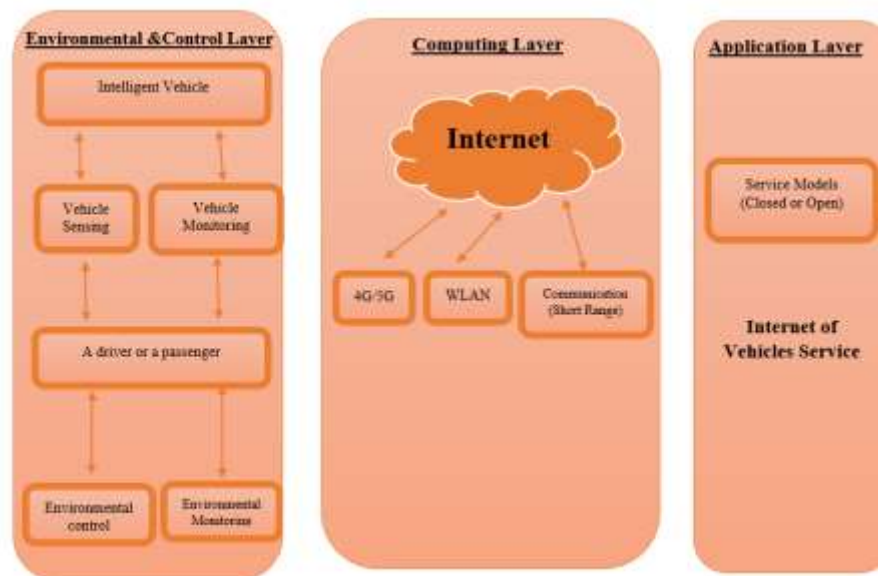 Environmental &Control Layer
Intelligent Vehicle
Vehicle
Sensing
Vehicle
Monitoring
A driver or a passenger
Environmental
control
Environmental
Monitoring
Computing Layer
Internet
4G/5G
WLAN
Communication
(Short Range)
Application Layer
Service Models
(Closed or Open)
Internet of
Vehicles Service